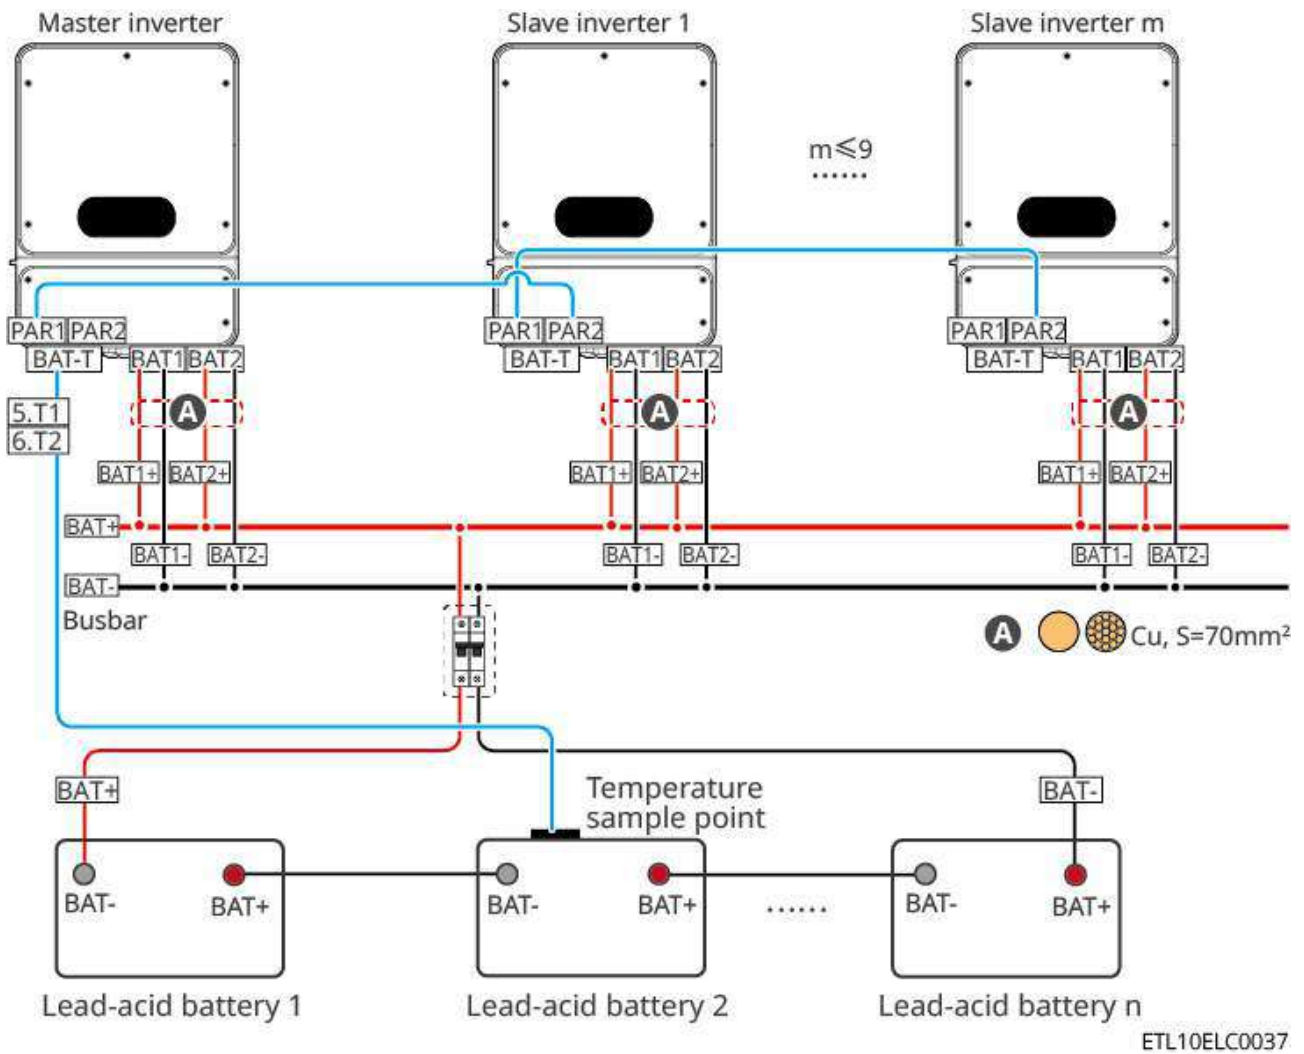 Master inverter
Slave inverter 1
Slave inverter m
m⩽9
......
PAR1 PAR2
PAR1 PAR2
PAR1 PAR2
BAT-T
BAT1 BAT2
BAT-T
BAT1 BAT2
BAT-T
BAT1 BAT2
5.T1
6.T2
A
A
A
BAT1+ BAT2+
BAT1+ BAT2+
BAT1+ BAT2+
BAT+
BAT1- BAT2-
BAT1- BAT2-
BAT1- BAT2-
BAT-
Busbar
A Cu, S=70mm²
BAT+
Temperature
sample point
BAT-
BAT- BAT+
BAT- BAT+
......
BAT- BAT+
Lead-acid battery 1
Lead-acid battery 2
Lead-acid battery n
ETL10ELC0037